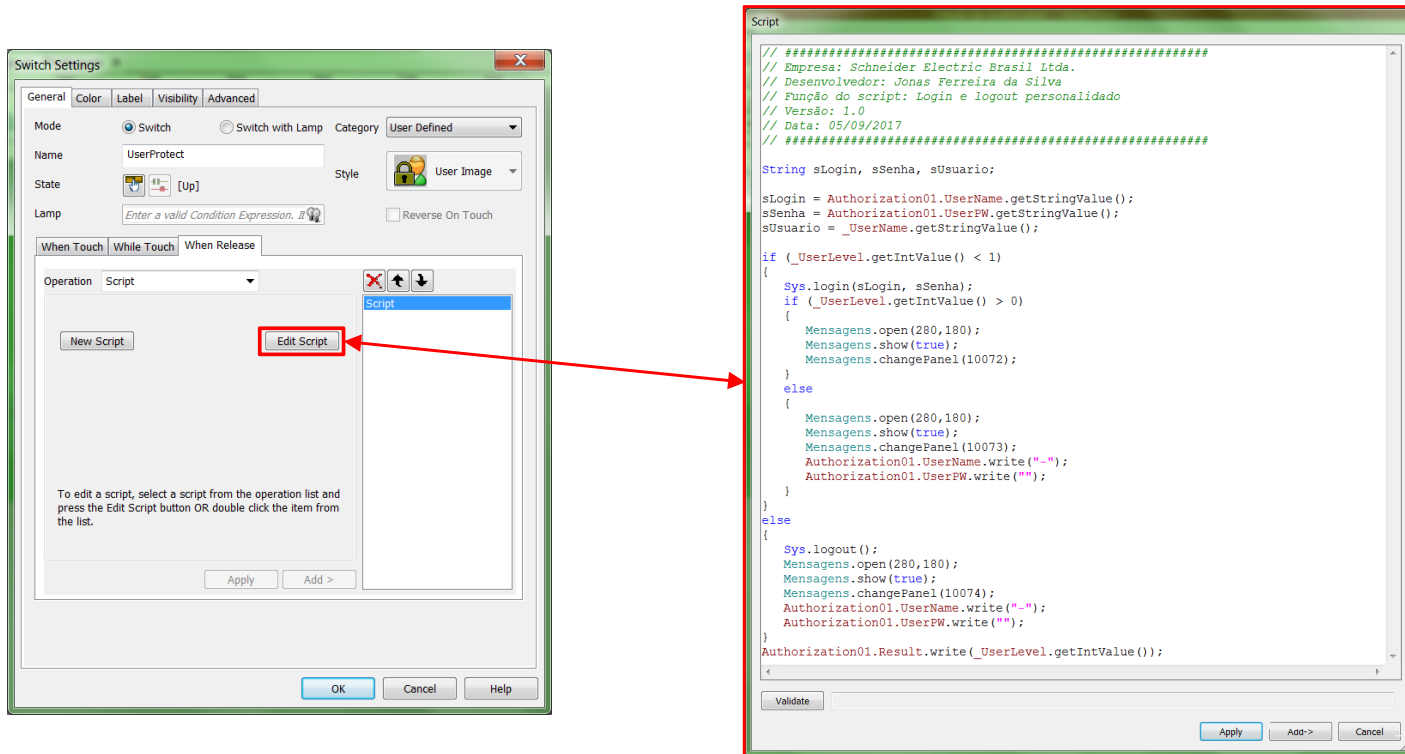 Switch Settings
General Color Label Visibility Advanced
Mode Switch Switch with Lamp Category User Defined
Name UserProtect
Style User Image
State [Up]
Lamp Enter a valid Condition Expression. It Reverse On Touch
When Touch While Touch When Release
Operation Script
Script
New Script Edit Script
To edit a script, select a script from the operation list and
press the Edit Script button OR double click the item from
the list.
Apply Add >
OK Cancel Help
Script
// ##########################################################
// Empresa: Schneider Electric Brasil Ltda.
// Desenvolvedor: Jonas Ferreira da Silva
// Função do script: Login e logout personalidado
// Versão: 1.0
// Data: 05/09/2017
// ##########################################################
String sLogin, sSenha, sUsuario;
sLogin = Authorization01.UserName.getStringValue();
sSenha = Authorization01.UserPW.getStringValue();
sUsuario = _UserName.getStringValue();
if (_UserLevel.getIntValue() < 1)
{
Sys.login(sLogin, sSenha);
if (_UserLevel.getIntValue() > 0)
{
Mensagens.open(280,180);
Mensagens.show(true);
Mensagens.changePanel(10072);
}
else
{
Mensagens.open(280,180);
Mensagens.show(true);
Mensagens.changePanel(10073);
Authorization01.UserName.write("-");
Authorization01.UserPW.write("");
}
}
else
{
Sys.logout();
Mensagens.open(280,180);
Mensagens.show(true);
Mensagens.changePanel(10074);
Authorization01.UserName.write("-");
Authorization01.UserPW.write("");
}
Authorization01.Result.write(_UserLevel.getIntValue());
Validate
Apply Add-> Cancel